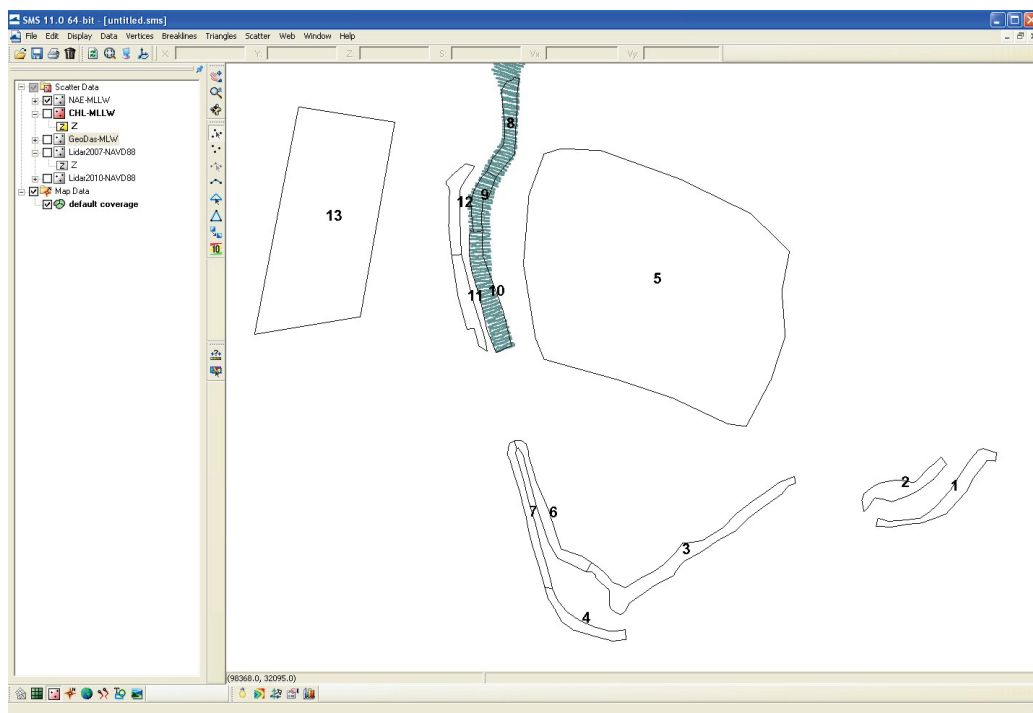 SMS 11.0 64-bit - [untitled.sms]
File Edit Display Data Vertices Breaklines Triangles Scatter Web Window Help
X: Y: Z: S: Vx: Vy:
Scatter Data
NAE-MLLW
CHL-MLLW
Z Z
GeoDas-MLW
Lidar2007-NAVD88
Z Z
Lidar2010-NAVD88
Map Data
default coverage
8
9
12
13
5
10
11
2
1
7
6
3
4
(98368.0, 32095.0)